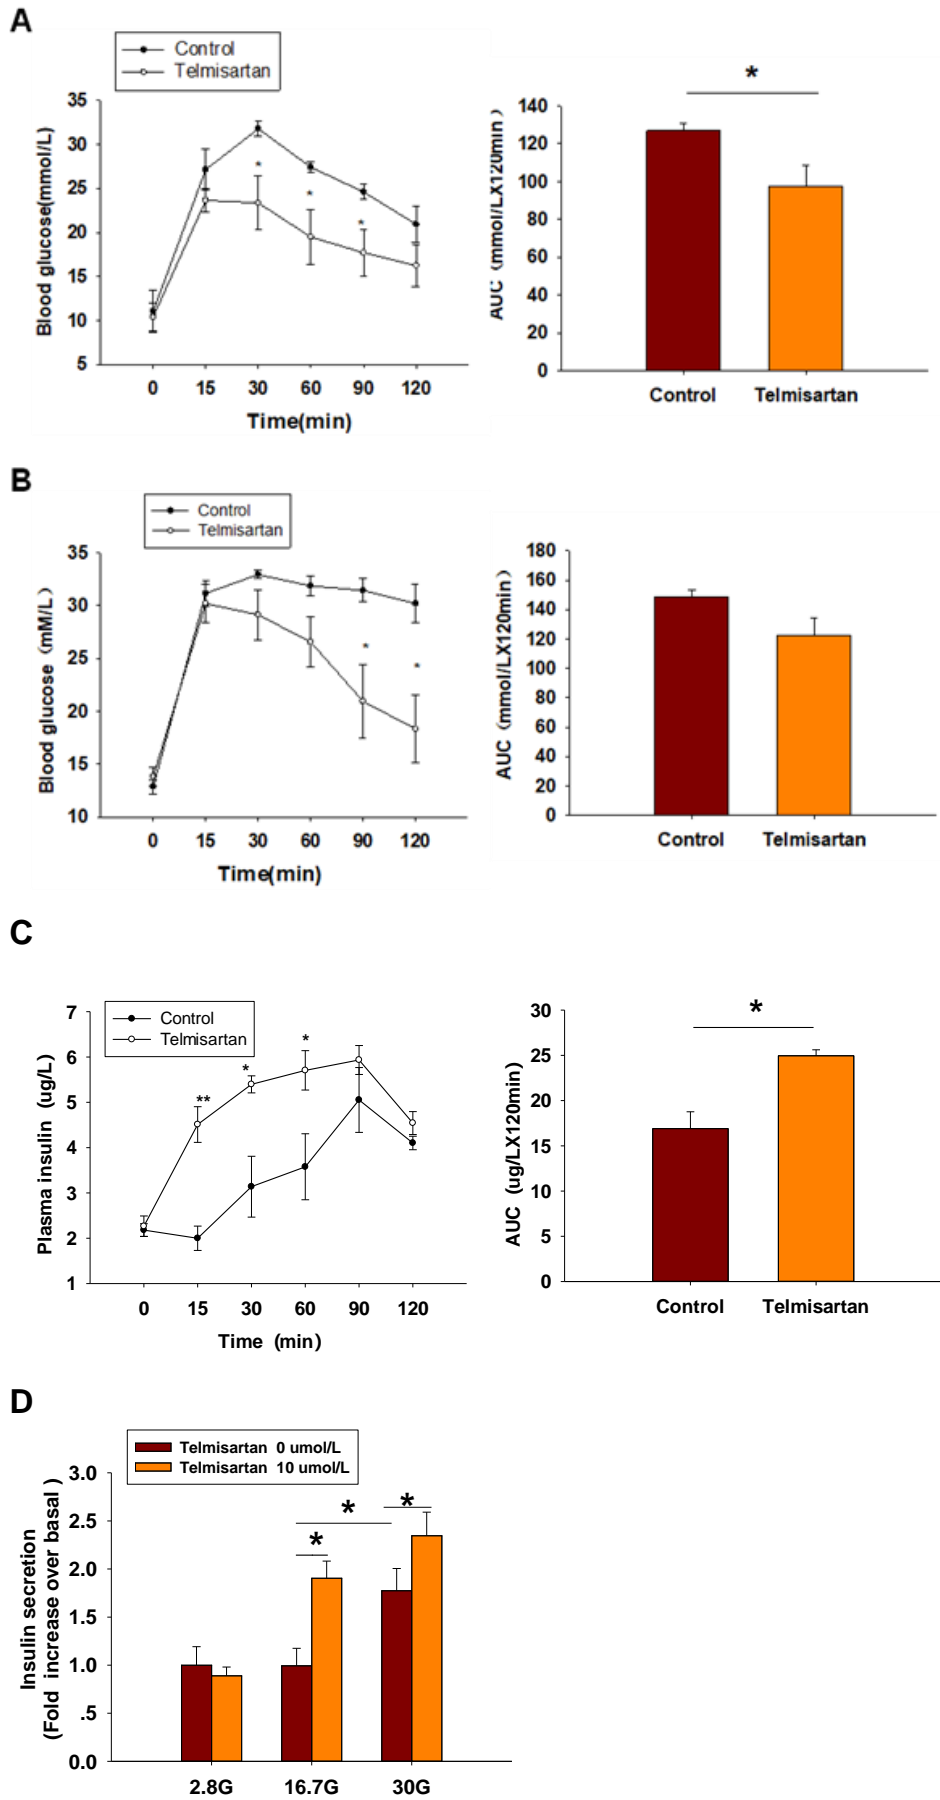 A
Control
Telmisartan
Blood glucose(mmol/L)
35
30
25
20
15
10
5
*
*
*
0 15 30 60 90 120
Time(min)
AUC (mmol/LX120min)
140
120
100
80
60
40
20
0
*
Control Telmisartan
B
Control
Telmisartan
Blood glucose (mM/L)
35
30
25
20
15
10
*
*
0 15 30 60 90 120
Time(min)
AUC (mmol/LX120min)
180
160
140
120
100
80
60
40
20
0
Control Telmisartan
C
Control
Telmisartan
Plasma insulin (ug/L)
7
6
5
4
3
2
1
**
*
*
0 15 30 60 90 120
Time (min)
AUC (ug/LX120min)
30
25
20
15
10
5
0
*
Control Telmisartan
D
Telmisartan 0 umol/L
Telmisartan 10 umol/L
Insulin secretion
(Fold increase over basal )
3.0
2.5
2.0
1.5
1.0
.5
0.0
*
*
*
2.8G 16.7G 30G